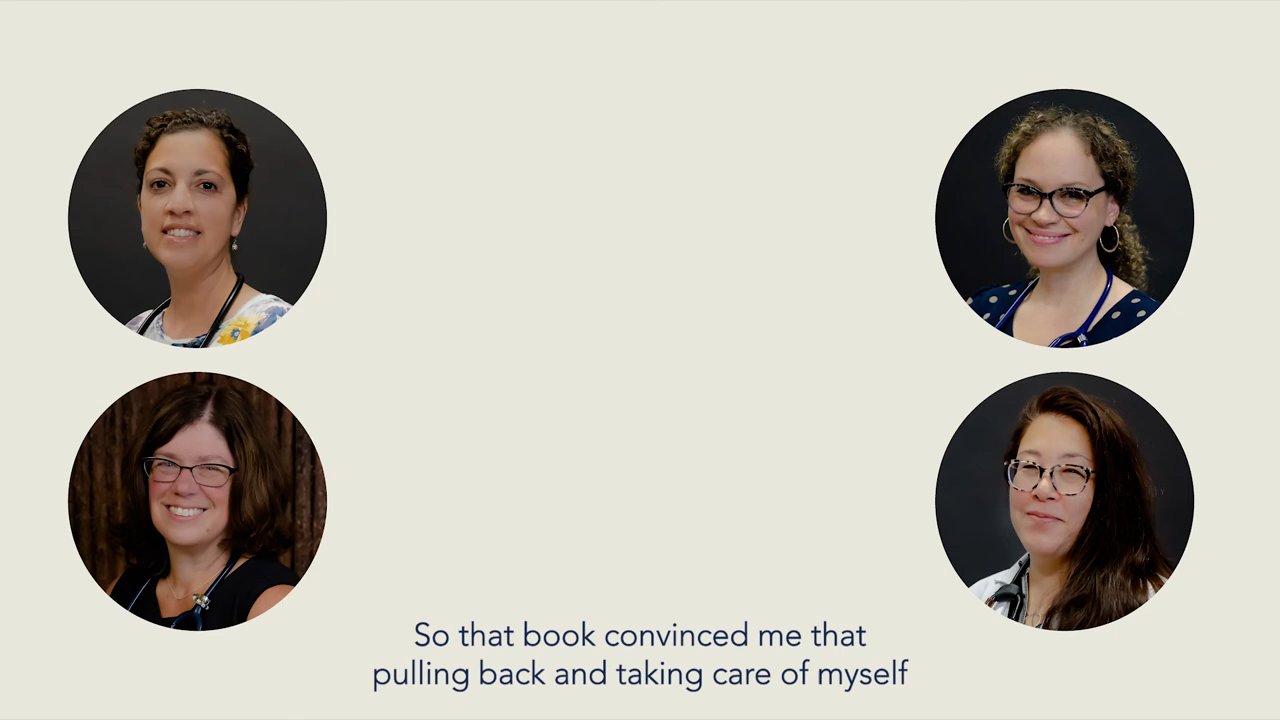 So that book convinced me that
pulling back and taking care of myself